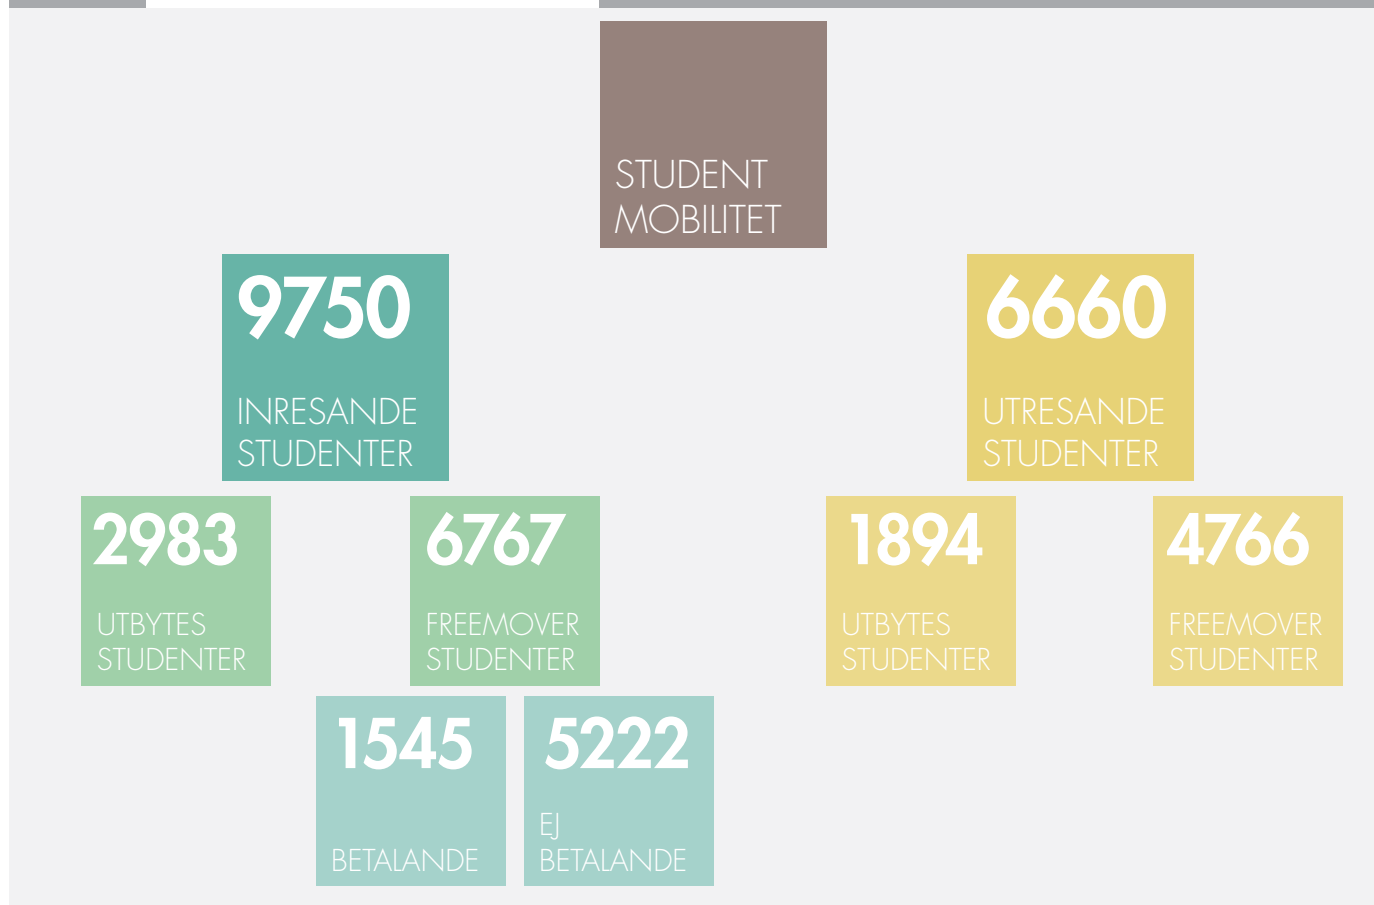 STUDENT
MOBILITET
9750
INRESANDE
STUDENTER
6660
UTRESANDE
STUDENTER
2983
UTBYTES
STUDENTER
6767
FREEMOVER
STUDENTER
1894
UTBYTES
STUDENTER
4766
FREEMOVER
STUDENTER
1545
BETALANDE
5222
EJ
BETALANDE